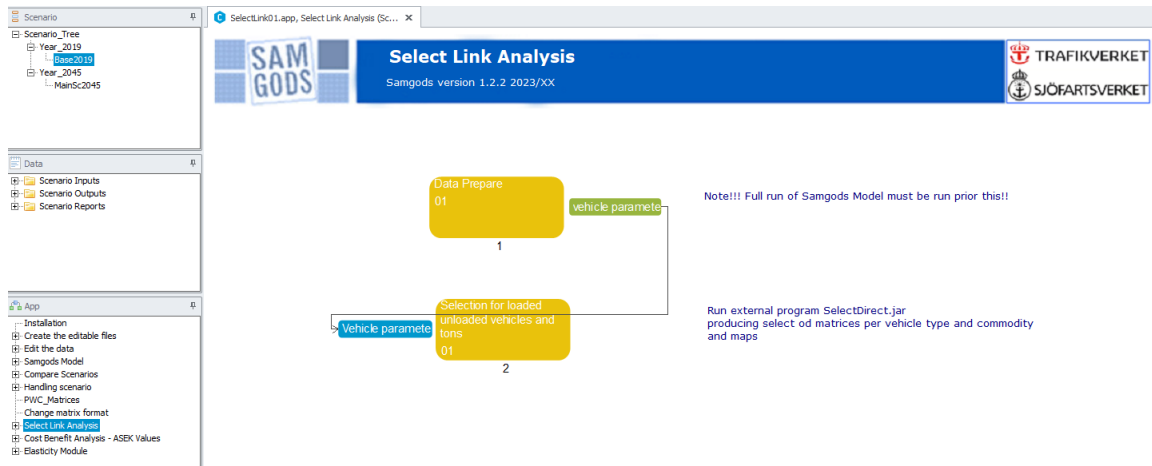 Scenario
Scenario_Tree
Year_2019
Base2019
Year_2045
MainSc2045
Data
Scenario Inputs
Scenario Outputs
Scenario Reports
App
Installation
Create the editable files
Edit the data
Samgods Model
Compare Scenarios
Handling scenario
PWC_Matrices
Change matrix format
Select Link Analysis
Cost Benefit Analysis - ASEK Values
Elasticity Module
SelectLink01.app, Select Link Analysis (Sc...
SAM
GODS
Select Link Analysis
Samgods version 1.2.2 2023/XX
TRAFIKVERKET
SJÖFARTSVERKET
Data Prepare
01
vehicle paramete
1
Note!!! Full run of Samgods Model must be run prior this!!
Vehicle paramete
Selection for loaded
unloaded vehicles and
tons
01
2
Run external program SelectDirect.jar
producing select od matrices per vehicle type and commodity
and maps